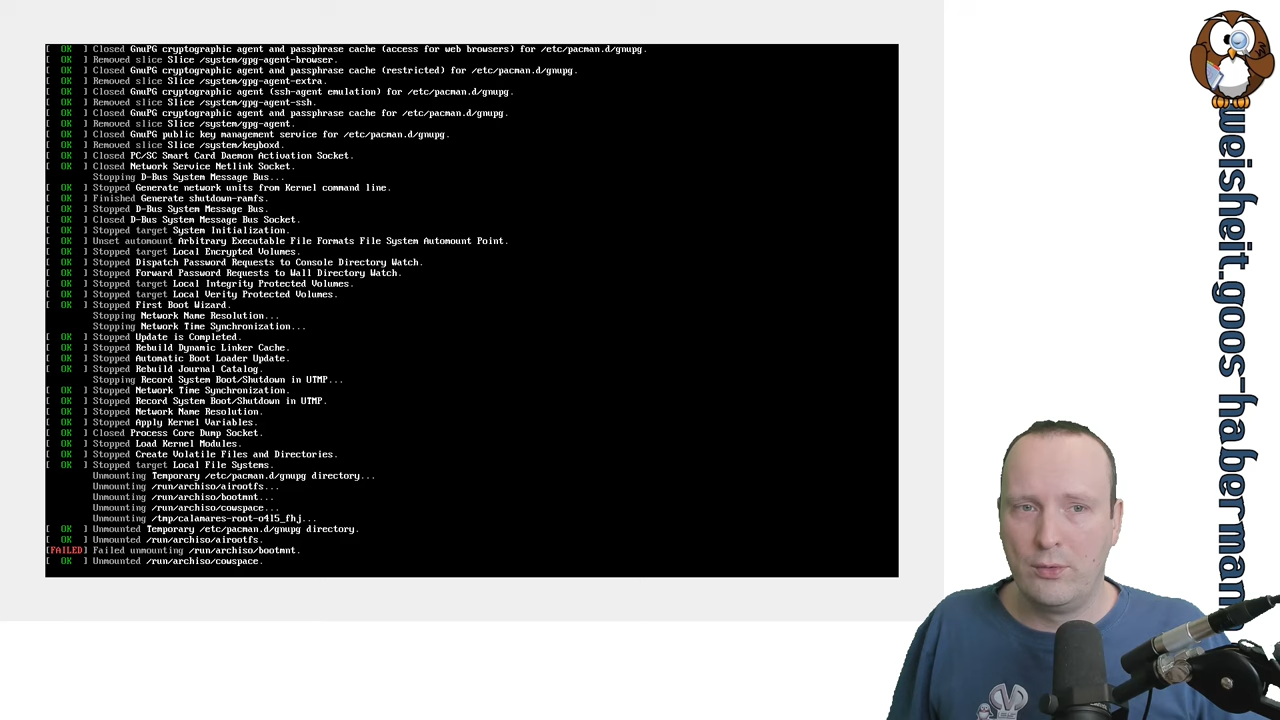 [  OK  ] Closed GnuPG cryptographic agent and passphrase cache (access for web browsers) for /etc/pacman.d/gnupg.
[  OK  ] Removed slice Slice /system/gpg-agent-browser.
[  OK  ] Closed GnuPG cryptographic agent and passphrase cache (restricted) for /etc/pacman.d/gnupg.
[  OK  ] Removed slice Slice /system/gpg-agent-extra.
[  OK  ] Closed GnuPG cryptographic agent (ssh-agent emulation) for /etc/pacman.d/gnupg.
[  OK  ] Removed slice Slice /system/gpg-agent-ssh.
[  OK  ] Closed GnuPG cryptographic agent and passphrase cache for /etc/pacman.d/gnupg.
[  OK  ] Removed slice Slice /system/gpg-agent.
[  OK  ] Closed GnuPG public key management service for /etc/pacman.d/gnupg.
[  OK  ] Removed slice Slice /system/keyboxd.
[  OK  ] Closed PC/SC Smart Card Daemon Activation Socket.
[  OK  ] Closed Network Service Netlink Socket.
Stopping D-Bus System Message Bus...
[  OK  ] Stopped Generate network units from Kernel command line.
[  OK  ] Finished Generate shutdown-ramfs.
[  OK  ] Stopped D-Bus System Message Bus.
[  OK  ] Closed D-Bus System Message Bus Socket.
[  OK  ] Stopped target System Initialization.
[  OK  ] Unset automount Arbitrary Executable File Formats File System Automount Point.
[  OK  ] Stopped target Local Encrypted Volumes.
[  OK  ] Stopped Dispatch Password Requests to Console Directory Watch.
[  OK  ] Stopped Forward Password Requests to Wall Directory Watch.
[  OK  ] Stopped target Local Integrity Protected Volumes.
[  OK  ] Stopped target Local Verity Protected Volumes.
[  OK  ] Stopped First Boot Wizard.
Stopping Network Name Resolution...
Stopping Network Time Synchronization...
[  OK  ] Stopped Update is Completed.
[  OK  ] Stopped Rebuild Dynamic Linker Cache.
[  OK  ] Stopped Automatic Boot Loader Update.
[  OK  ] Stopped Rebuild Journal Catalog.
Stopping Record System Boot/Shutdown in UTMP...
[  OK  ] Stopped Network Time Synchronization.
[  OK  ] Stopped Record System Boot/Shutdown in UTMP.
[  OK  ] Stopped Network Name Resolution.
[  OK  ] Stopped Apply Kernel Variables.
[  OK  ] Closed Process Core Dump Socket.
[  OK  ] Stopped Load Kernel Modules.
[  OK  ] Stopped Create Volatile Files and Directories.
[  OK  ] Stopped target Local File Systems.
Unmounting Temporary /etc/pacman.d/gnupg directory...
Unmounting /run/archiso/airootfs...
Unmounting /run/archiso/bootmnt...
Unmounting /run/archiso/cowspace...
Unmounting /tmp/calamares-root-o4l5_fhj...
[  OK  ] Unmounted Temporary /etc/pacman.d/gnupg directory.
[  OK  ] Unmounted /run/archiso/airootfs.
[FAILED] Failed unmounting /run/archiso/bootmnt.
[  OK  ] Unmounted /run/archiso/cowspace.
weisheit.goos-haberman